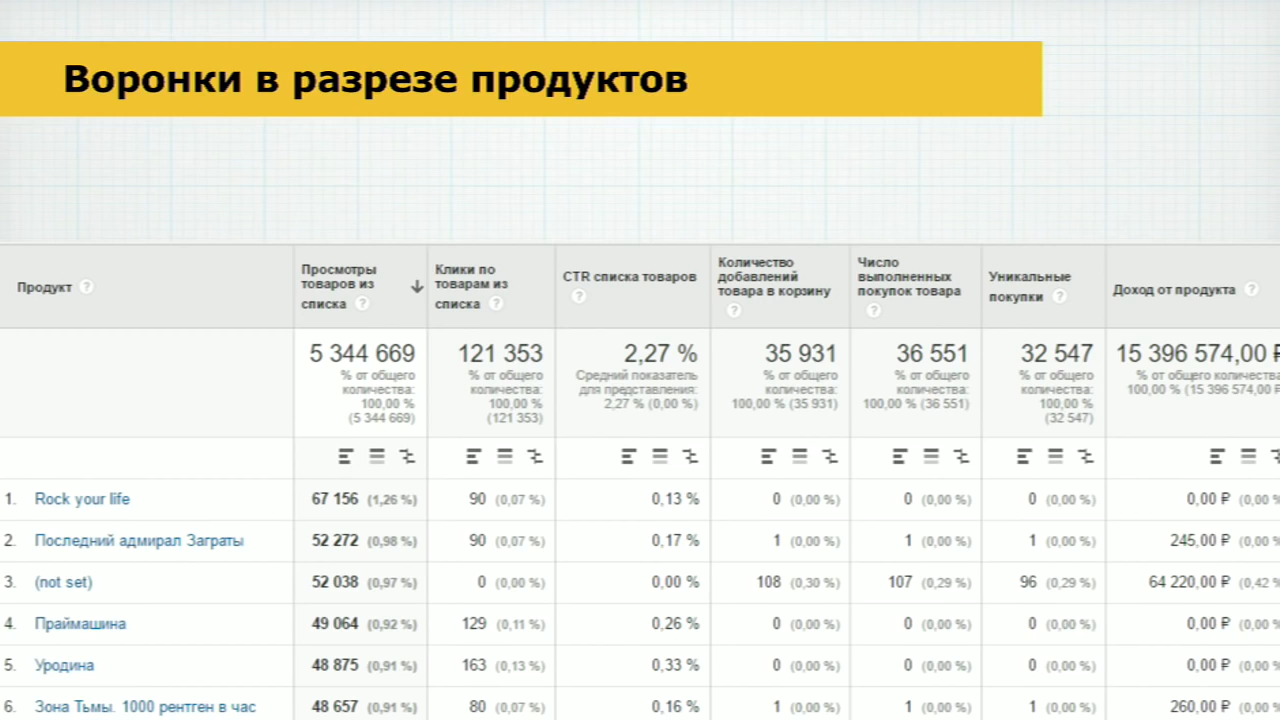 Воронки в разрезе продуктов
Продукт ?
Просмотры товаров из списка ?
Клики по товарам из списка ?
CTR списка товаров ?
Количество добавлений товара в корзину ?
Число выполненных покупок товара ?
Уникальные покупки ?
Доход от продукта ?
5 344 669 % от общего количества: 100,00 % (5 344 669)
121 353 % от общего количества: 100,00 % (121 353)
2,27 % Средний показатель для представления: 2,27 % (0,00 %)
35 931 % от общего количества: 100,00 % (35 931)
36 551 % от общего количества: 100,00 % (36 551)
32 547 % от общего количества: 100,00 % (32 547)
15 396 574,00 ₽ % от общего количества: 100,00 % (15 396 574,00 ₽
1. Rock your life 67 156 (1,26 %) 90 (0,07 %) 0,13 % 0 (0,00 %) 0 (0,00 %) 0 (0,00 %) 0,00 ₽ (0,00 %
2. Последний адмирал Заграты 52 272 (0,98 %) 90 (0,07 %) 0,17 % 1 (0,00 %) 1 (0,00 %) 1 (0,00 %) 245,00 ₽ (0,00 %
3. (not set) 52 038 (0,97 %) 0 (0,00 %) 0,00 % 108 (0,30 %) 107 (0,29 %) 96 (0,29 %) 64 220,00 ₽ (0,42 %
4. Праймашина 49 064 (0,92 %) 129 (0,11 %) 0,26 % 0 (0,00 %) 0 (0,00 %) 0 (0,00 %) 0,00 ₽ (0,00 %
5. Уродина 48 875 (0,91 %) 163 (0,13 %) 0,33 % 0 (0,00 %) 0 (0,00 %) 0 (0,00 %) 0,00 ₽ (0,00 %
6. Зона Тьмы. 1000 рентген в час 48 657 (0,91 %) 80 (0,07 %) 0,16 % 1 (0,00 %) 1 (0,00 %) 1 (0,00 %) 260,00 ₽ (0,00 %